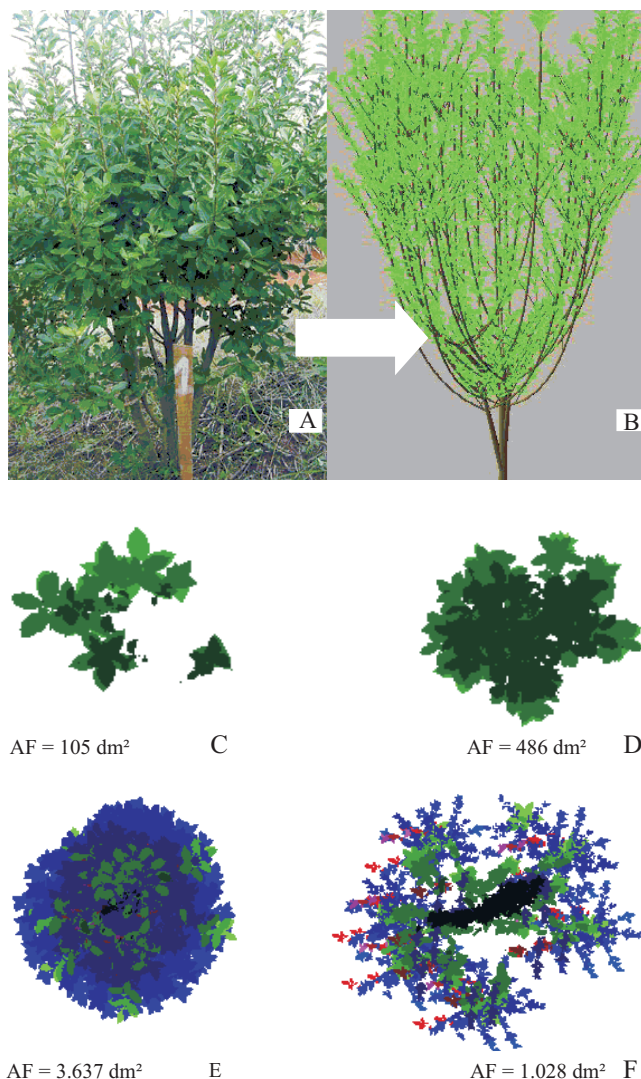 1
A
B
AF = 105 dm² C
AF = 486 dm² D
AF = 3.637 dm² E
AF = 1.028 dm² F